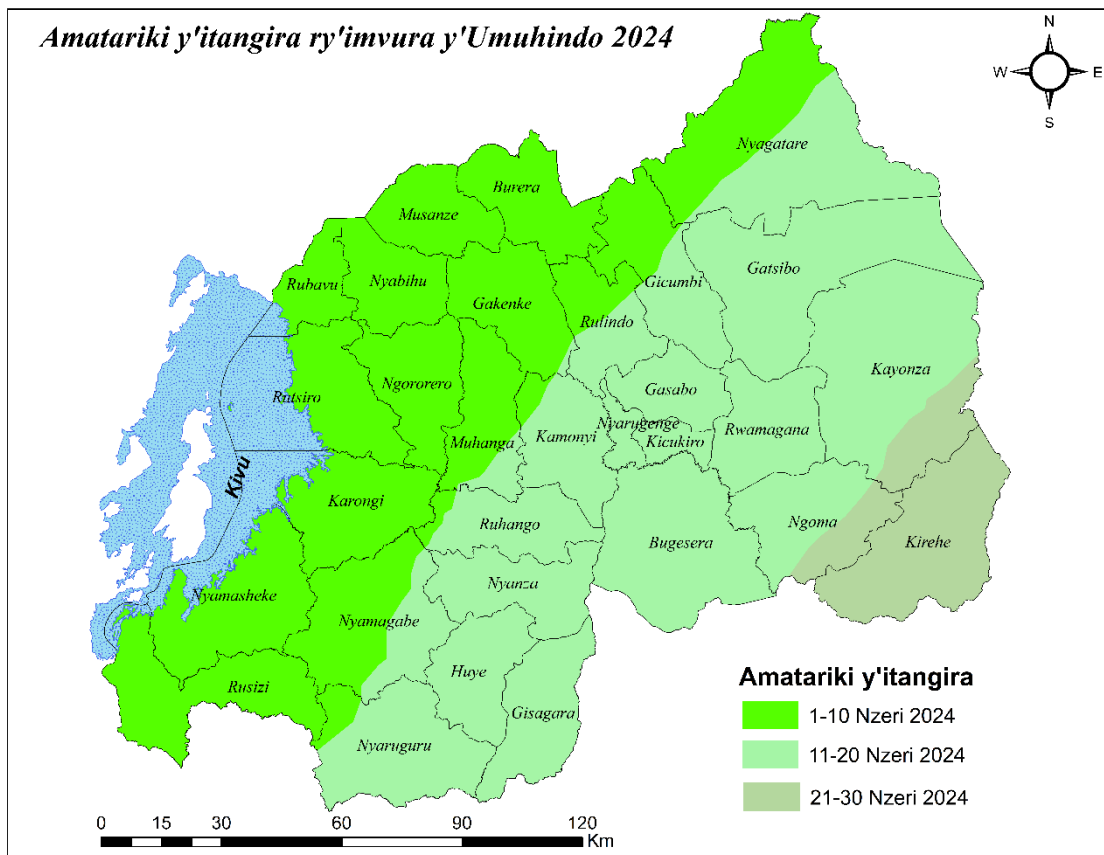 Amatariki y'itangira ry'imvura y'Umuhindo 2024
N
W E
S
Nyagatare
Burera
Musanze
Gatsibo
Rubavu
Nyabihu
Gicumbi
Gakenke
Rulindo
Kayonza
Ngororero
Gasabo
Rutsiro
Nyarugenge
Muhanga
Kamonyi
Kicukiro
Rwamagana
Kivu
Karongi
Ruhango
Ngoma
Bugesera
Kirehe
Nyanza
Nyamasheke
Nyamagabe
Huye
Rusizi
Gisagara
Nyaruguru
Amatariki y'itangira
1-10 Nzeri 2024
11-20 Nzeri 2024
21-30 Nzeri 2024
0 15 30 60 90 120
Km